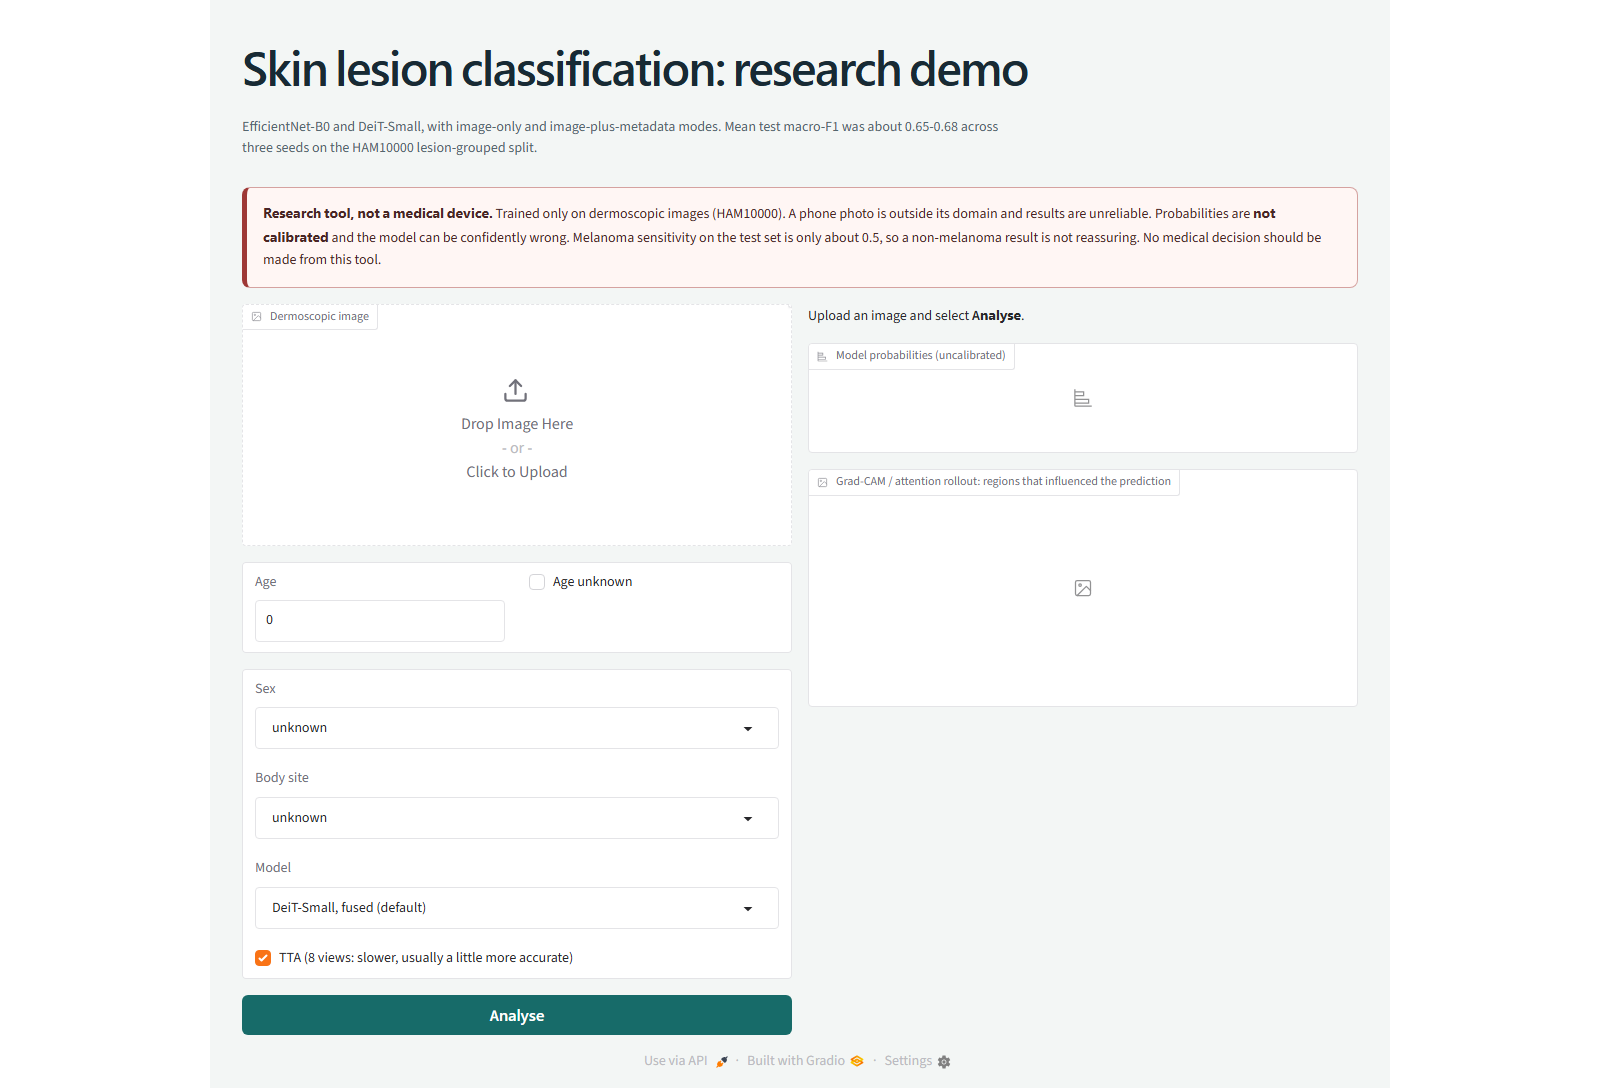 Skin lesion classification: research demo
EfficientNet-B0 and DeiT-Small, with image-only and image-plus-metadata modes. Mean test macro-F1 was about 0.65-0.68 across
three seeds on the HAM10000 lesion-grouped split.
Research tool, not a medical device. Trained only on dermoscopic images (HAM10000). A phone photo is outside its domain and results are unreliable. Probabilities are not
calibrated and the model can be confidently wrong. Melanoma sensitivity on the test set is only about 0.5, so a non-melanoma result is not reassuring. No medical decision should be
made from this tool.
Dermoscopic image
Drop Image Here
- or -
Click to Upload
Age
Age unknown
0
Sex
unknown
Body site
unknown
Model
DeiT-Small, fused (default)
TTA (8 views: slower, usually a little more accurate)
Analyse
Upload an image and select Analyse.
Model probabilities (uncalibrated)
Grad-CAM / attention rollout: regions that influenced the prediction
Use via API · Built with Gradio · Settings